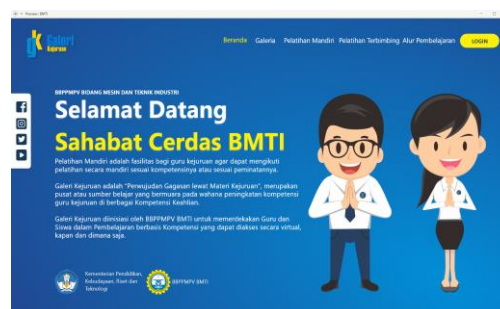 Preview : BMTI
Galeri
Kejuruan
Beranda Galeria Pelatihan Mandiri Pelatihan Terbimbing Alur Pembelajaran LOGIN
BBPPMPV BIDANG MESIN DAN TEKNIK INDUSTRI
Selamat Datang
Sahabat Cerdas BMTI
Pelatihan Mandiri adalah fasilitas bagi guru kejuruan agar dapat mengikuti
pelatihan secara mandiri sesuai kompetensinya atau sesuai peminatannya.
Galeri Kejuruan adalah "Perwujudan Gagasan lewat Materi Kejuruan", merupakan
pusat atau sumber belajar yang bermuara pada wahana peningkatan kompetensi
guru kejuruan di berbagai Kompetensi Keahlian.
Galeri Kejuruan diinisiasi oleh BBPPMPV BMTI untuk memerdekakan Guru dan
Siswa dalam Pembelajaran berbasis Kompetensi yang dapat diakses secara virtual,
kapan dan dimana saja.
Kementerian Pendidikan,
Kebudayaan, Riset dan
Teknologi
BBPPMPV BMTI